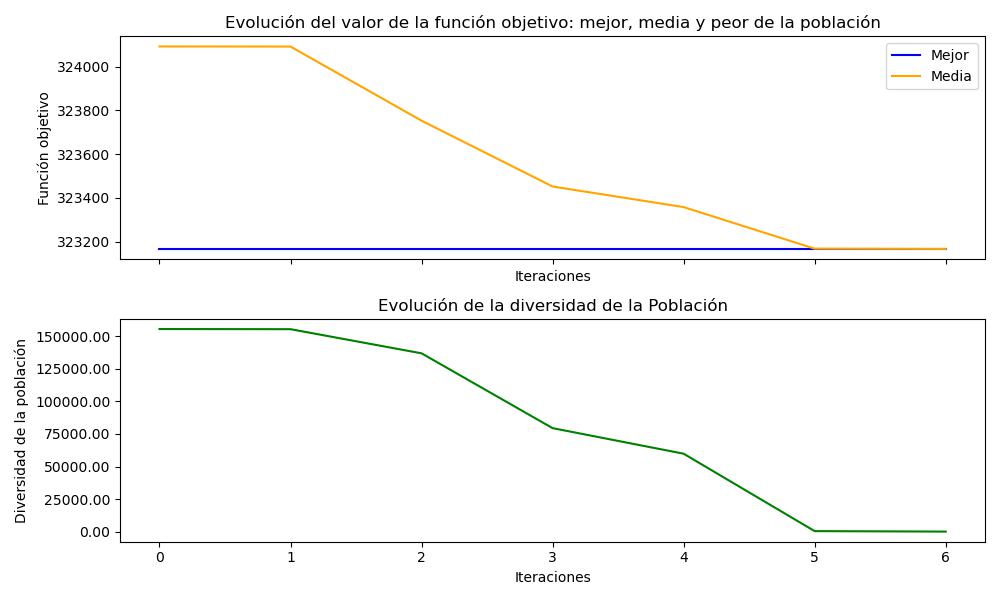 Evolución del valor de la función objetivo: mejor, media y peor de la población
Función objetivo
324000
323800
323600
323400
323200
Mejor
Media
Iteraciones
Evolución de la diversidad de la Población
Diversidad de la población
150000.00
125000.00
100000.00
75000.00
50000.00
25000.00
0.00
0 1 2 3 4 5 6
Iteraciones